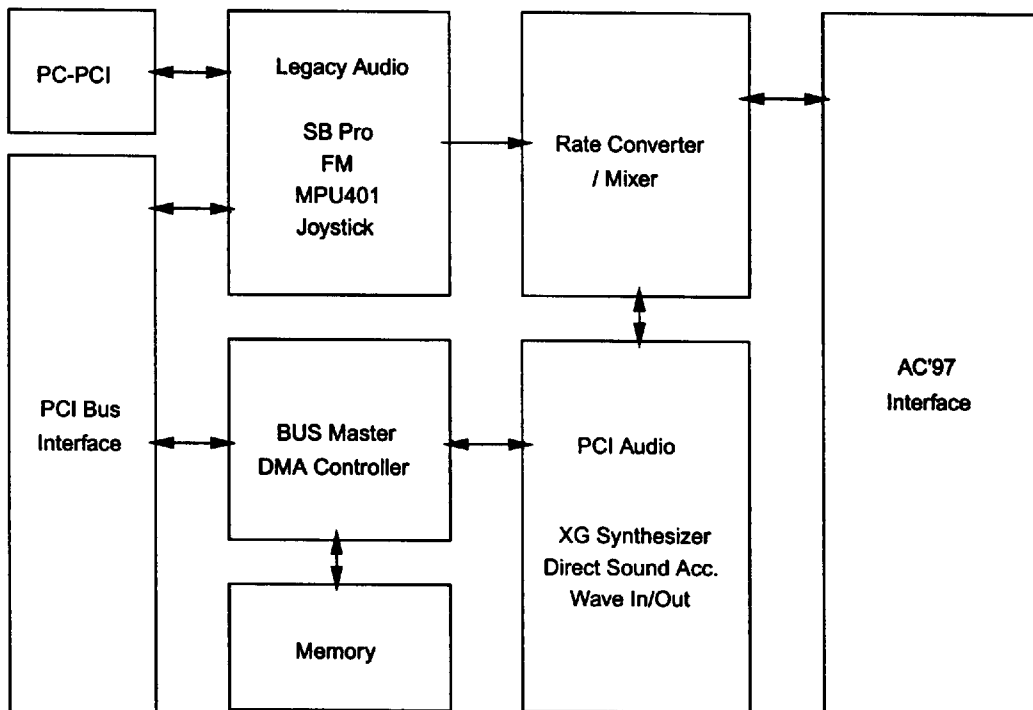 PC-PCI
Legacy Audio
SB Pro
FM
MPU401
Joystick
Rate Converter
/ Mixer
AC'97
Interface
PCI Bus
Interface
BUS Master
DMA Controller
PCI Audio
XG Synthesizer
Direct Sound Acc.
Wave In/Out
Memory